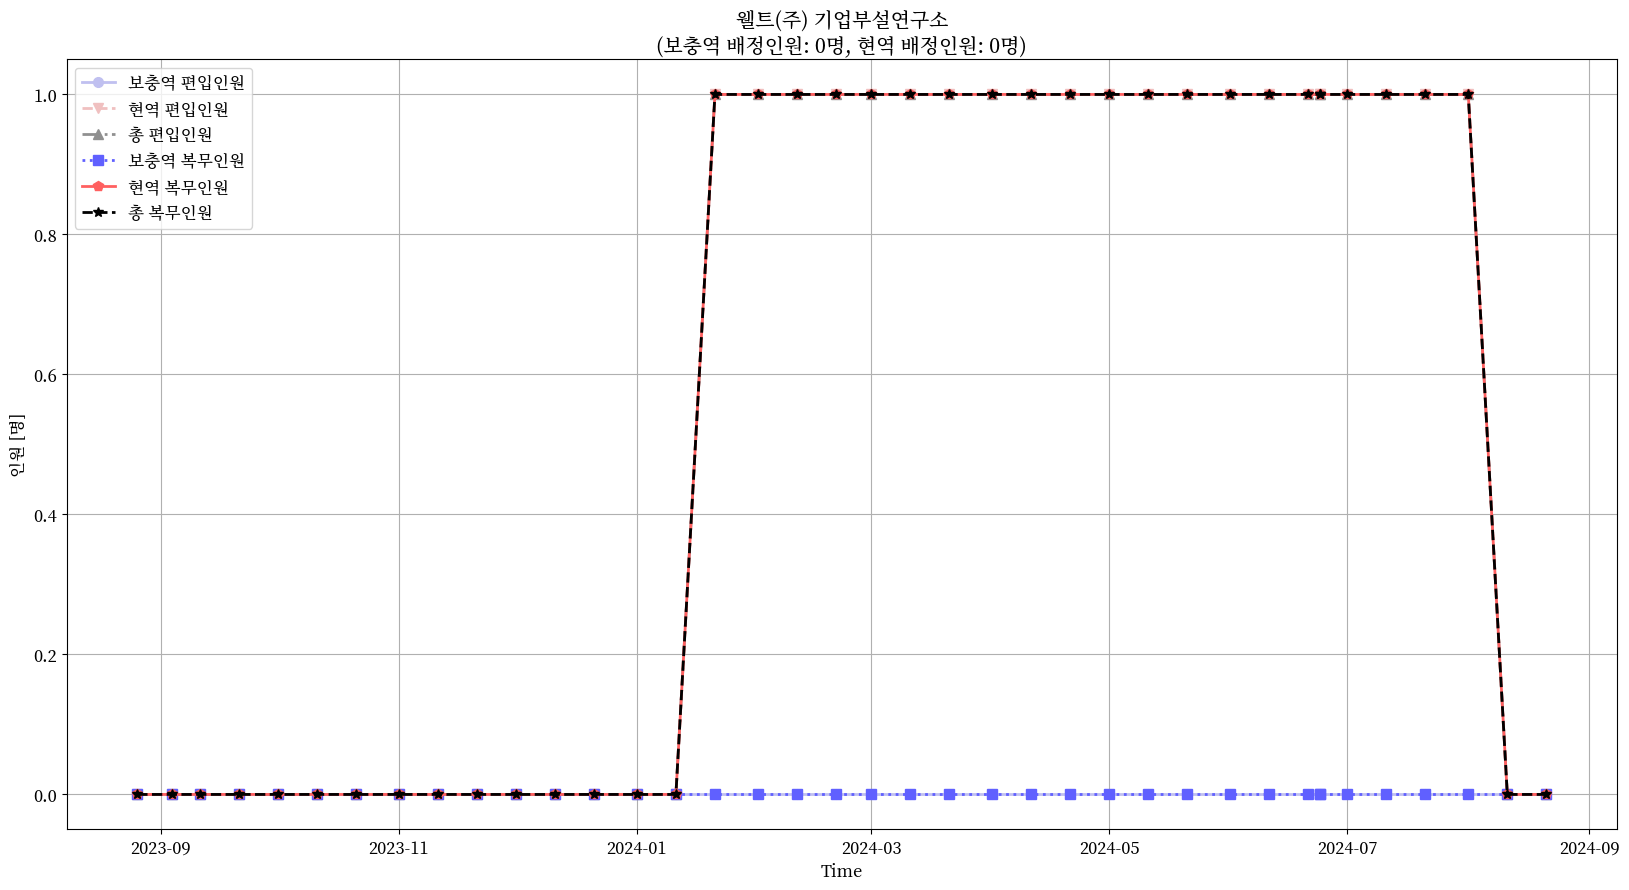 웰트(주) 기업부설연구소
(보충역 배정인원: 0명, 현역 배정인원: 0명)
보충역 편입인원
현역 편입인원
총 편입인원
보충역 복무인원
현역 복무인원
총 복무인원
1.0
0.8
0.6
0.4
0.2
0.0
인원 [명]
2023-09
2023-11
2024-01
2024-03
2024-05
2024-07
2024-09
Time